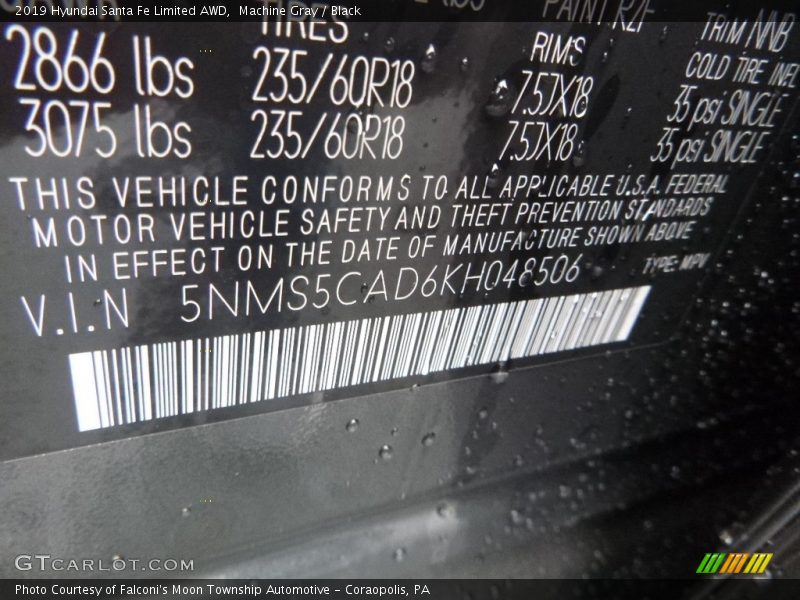 2019 Hyundai Santa Fe Limited AWD,  Machine Gray / Black
TIRES RIMS PAINT R2F TRIM NNB
COLD TIRE INFL
2866 lbs 235/60R18 7.5JX18 35 psi SINGLE
3075 lbs 235/60R18 7.5JX18 35 psi SINGLE
THIS VEHICLE CONFORMS TO ALL APPLICABLE U.S.A. FEDERAL
MOTOR VEHICLE SAFETY AND THEFT PREVENTION STANDARDS
IN EFFECT ON THE DATE OF MANUFACTURE SHOWN ABOVE
V.I.N 5NMS5CAD6KH048506 TYPE: MPV
GTCARLOT.COM
Photo Courtesy of Falconi's Moon Township Automotive – Coraopolis, PA